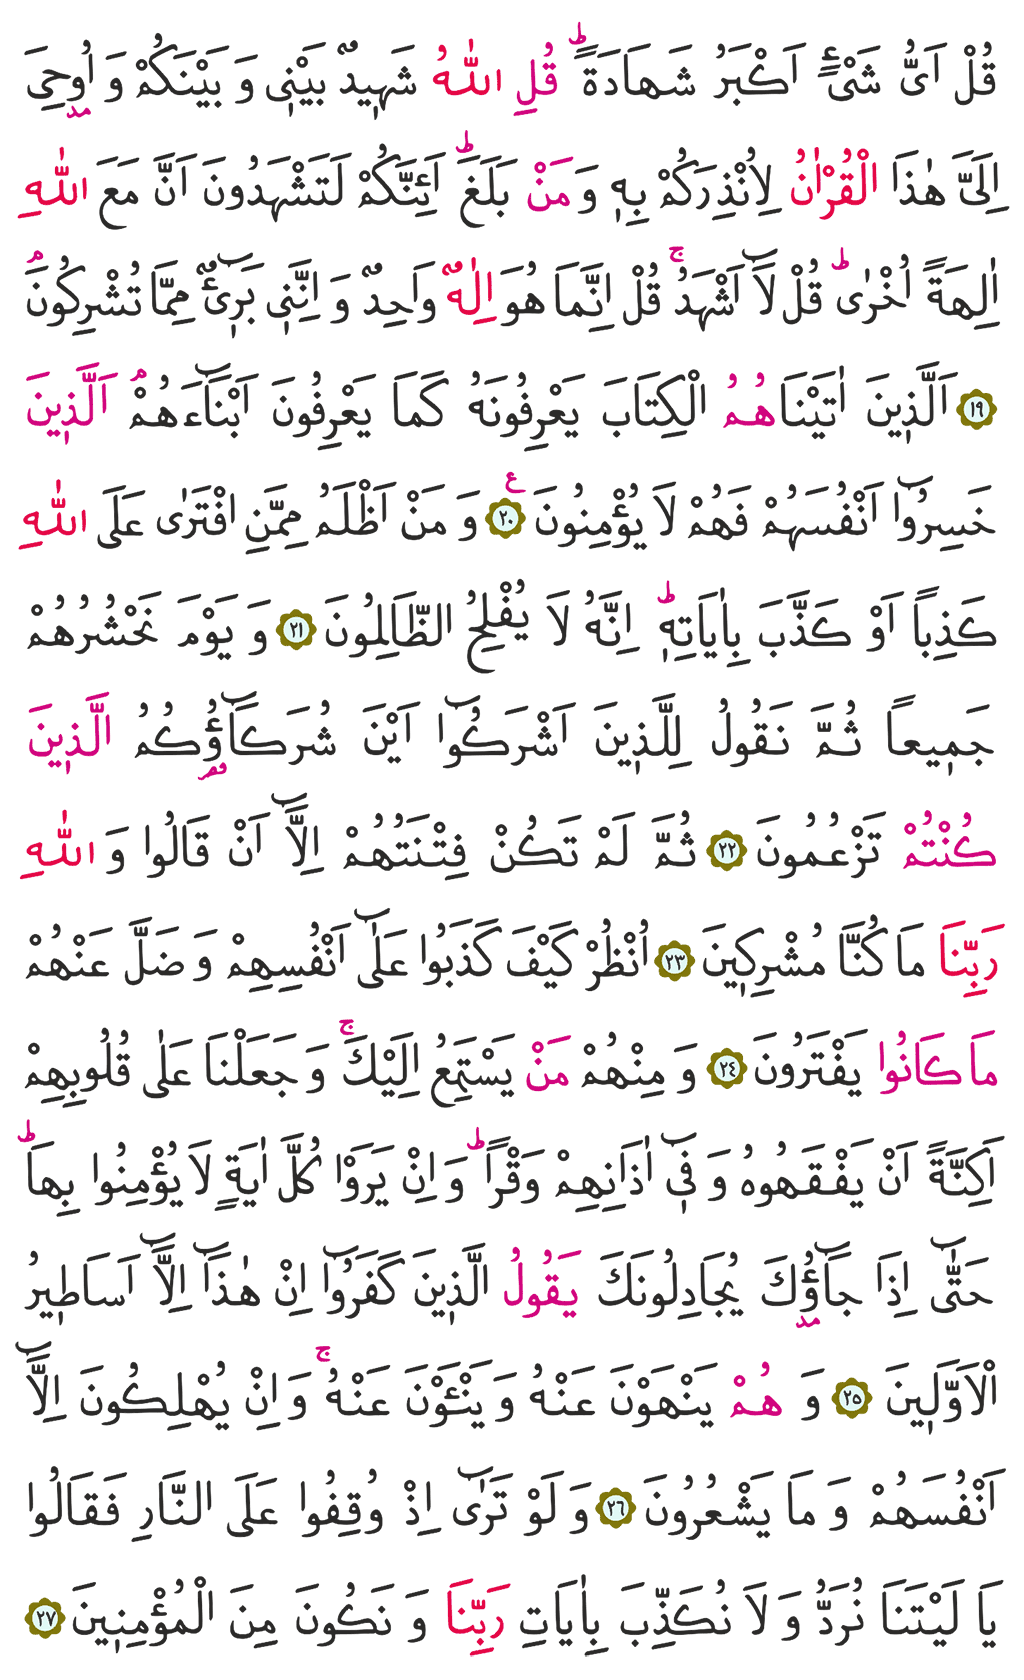 قُلْ اَىُّ شَىْءٍ اَكْبَرُ شَهَادَةً ؕ قُلِ اللّٰهُ شَهٖيدٌ بَيْنٖى وَ بَيْنَكُمْ وَ اُوحِىَ
اِلَىَّ هٰذَا الْقُرْاٰنُ لِاُنْذِرَكُمْ بِهٖ وَ مَنْ بَلَغَ ؕ اَئِنَّكُمْ لَتَشْهَدُونَ اَنَّ مَعَ اللّٰهِ
اٰلِهَةً اُخْرٰى ؕ قُلْ لَٓا اَشْهَدُ ۚ قُلْ اِنَّمَا هُوَ اِلٰهٌ وَاحِدٌ وَ اِنَّنٖى بَرٖٓىءٌ مِمَّا تُشْرِكُونَ ۘ
﴿١٩﴾ اَلَّذٖينَ اٰتَيْنَاهُمُ الْكِتَابَ يَعْرِفُونَهُ كَمَا يَعْرِفُونَ اَبْنَٓاءَهُمْ ۘ اَلَّذٖينَ
خَسِرُٓوا اَنْفُسَهُمْ فَهُمْ لَا يُؤْمِنُونَ ع ﴿٢٠﴾ وَ مَنْ اَظْلَمُ مِمَّنِ افْتَرٰى عَلَى اللّٰهِ
كَذِباً اَوْ كَذَّبَ بِاٰيَاتِهٖ ؕ اِنَّهُ لَا يُفْلِحُ الظَّالِمُونَ ﴿٢١﴾ وَ يَوْمَ نَحْشُرُهُمْ
جَمٖيعاً ثُمَّ نَقُولُ لِلَّذٖينَ اَشْرَكُٓوا اَيْنَ شُرَكَٓاؤُكُمُ الَّذٖينَ
كُنْتُمْ تَزْعُمُونَ ﴿٢٢﴾ ثُمَّ لَمْ تَكُنْ فِتْنَتُهُمْ اِلَّٓا اَنْ قَالُوا وَ اللّٰهِ
رَبِّنَا مَا كُنَّا مُشْرِكٖينَ ﴿٢٣﴾ اُنْظُرْ كَيْفَ كَذَبُوا عَلٰٓى اَنْفُسِهِمْ وَ ضَلَّ عَنْهُمْ
مَا كَانُوا يَفْتَرُونَ ﴿٢٤﴾ وَ مِنْهُمْ مَنْ يَسْتَمِعُ اِلَيْكَ ۚ وَ جَعَلْنَا عَلٰى قُلُوبِهِمْ
اَكِنَّةً اَنْ يَفْقَهُوهُ وَ فٖٓى اٰذَانِهِمْ وَقْراً ؕ وَ اِنْ يَرَوْا كُلَّ اٰيَةٍ لَا يُؤْمِنُوا بِهَا ؕ
حَتّٰٓى اِذَا جَٓاؤُكَ يُجَادِلُونَكَ يَقُولُ الَّذٖينَ كَفَرُٓوا اِنْ هٰذَٓا اِلَّٓا اَسَاطٖيرُ
الْاَوَّلٖينَ ﴿٢٥﴾ وَ هُمْ يَنْهَوْنَ عَنْهُ وَ يَنْئَوْنَ عَنْهُ ۚ وَ اِنْ يُهْلِكُونَ اِلَّٓا
اَنْفُسَهُمْ وَ مَا يَشْعُرُونَ ﴿٢٦﴾ وَ لَوْ تَرٰٓى اِذْ وُقِفُوا عَلَى النَّارِ فَقَالُوا
يَا لَيْتَنَا نُرَدُّ وَ لَا نُكَذِّبَ بِاٰيَاتِ رَبِّنَا وَ نَكُونَ مِنَ الْمُؤْمِنٖينَ ﴿٢٧﴾